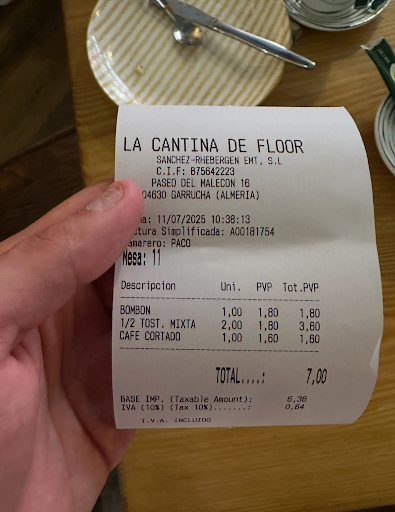 LA CANTINA DE FLOOR
SANCHEZ-RHEBERGEN EMT, S.L
C.I.F: B75642223
PASEO DEL MALECON 16
04630 GARRUCHA (ALMERIA)
a: 11/07/2025 10:38:13
ctura Simplificada: A00181754
amarero: PACO
Mesa: 11
Descripcion Uni. PVP Tot.PVP
BOMBON 1,00 1,80 1,80
1/2 TOST. MIXTA 2,00 1,80 3,60
CAFE CORTADO 1,00 1,60 1,60
TOTAL.....: 7,00
BASE IMP. (Taxable Amount): 6,36
IVA (10%) (Tax 10%).......: 0,64
I.V.A. INCLUIDO